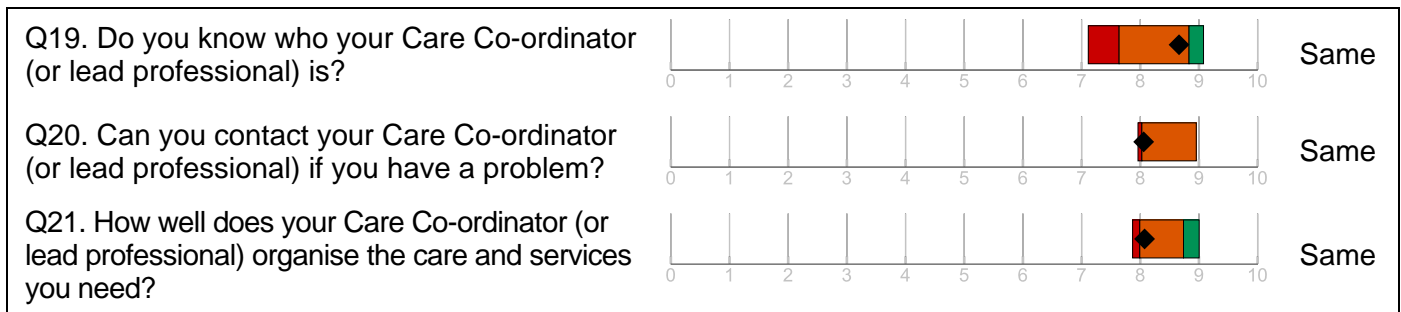 Q19. Do you know who your Care Co-ordinator
(or lead professional) is?
0 1 2 3 4 5 6 7 8 9 10
Same
Q20. Can you contact your Care Co-ordinator
(or lead professional) if you have a problem?
0 1 2 3 4 5 6 7 8 9 10
Same
Q21. How well does your Care Co-ordinator (or
lead professional) organise the care and services
you need?
0 1 2 3 4 5 6 7 8 9 10
Same